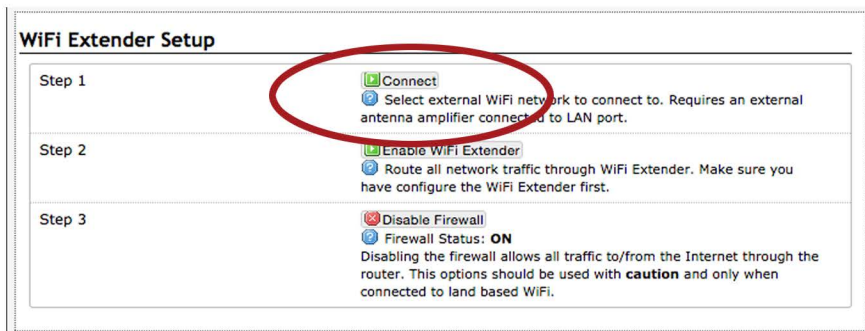 WiFi Extender Setup
Step 1
Connect
Select external WiFi network to connect to. Requires an external
antenna amplifier connected to LAN port.
Step 2
Enable WiFi Extender
Route all network traffic through WiFi Extender. Make sure you
have configure the WiFi Extender first.
Step 3
Disable Firewall
Firewall Status: ON
Disabling the firewall allows all traffic to/from the Internet through the
router. This options should be used with caution and only when
connected to land based WiFi.